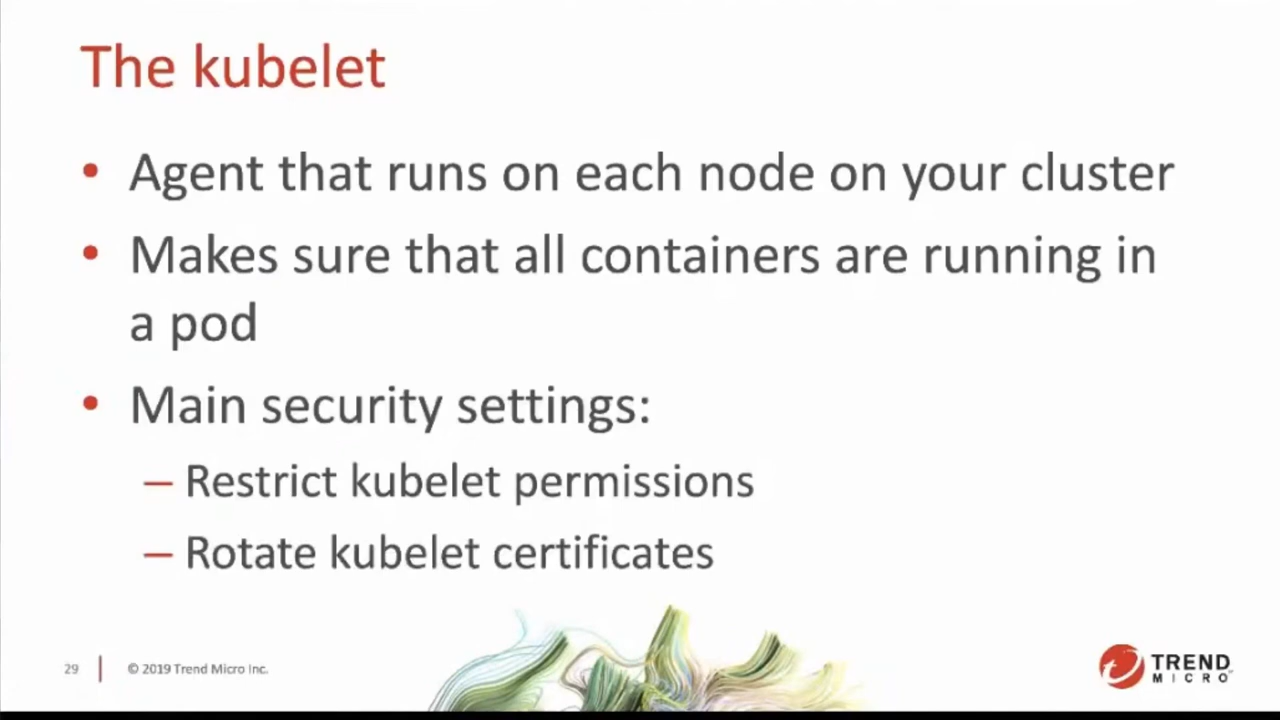 The kubelet
• Agent that runs on each node on your cluster
• Makes sure that all containers are running in
a pod
• Main security settings:
– Restrict kubelet permissions
– Rotate kubelet certificates
29 | © 2019 Trend Micro Inc.
TREND
MICRO